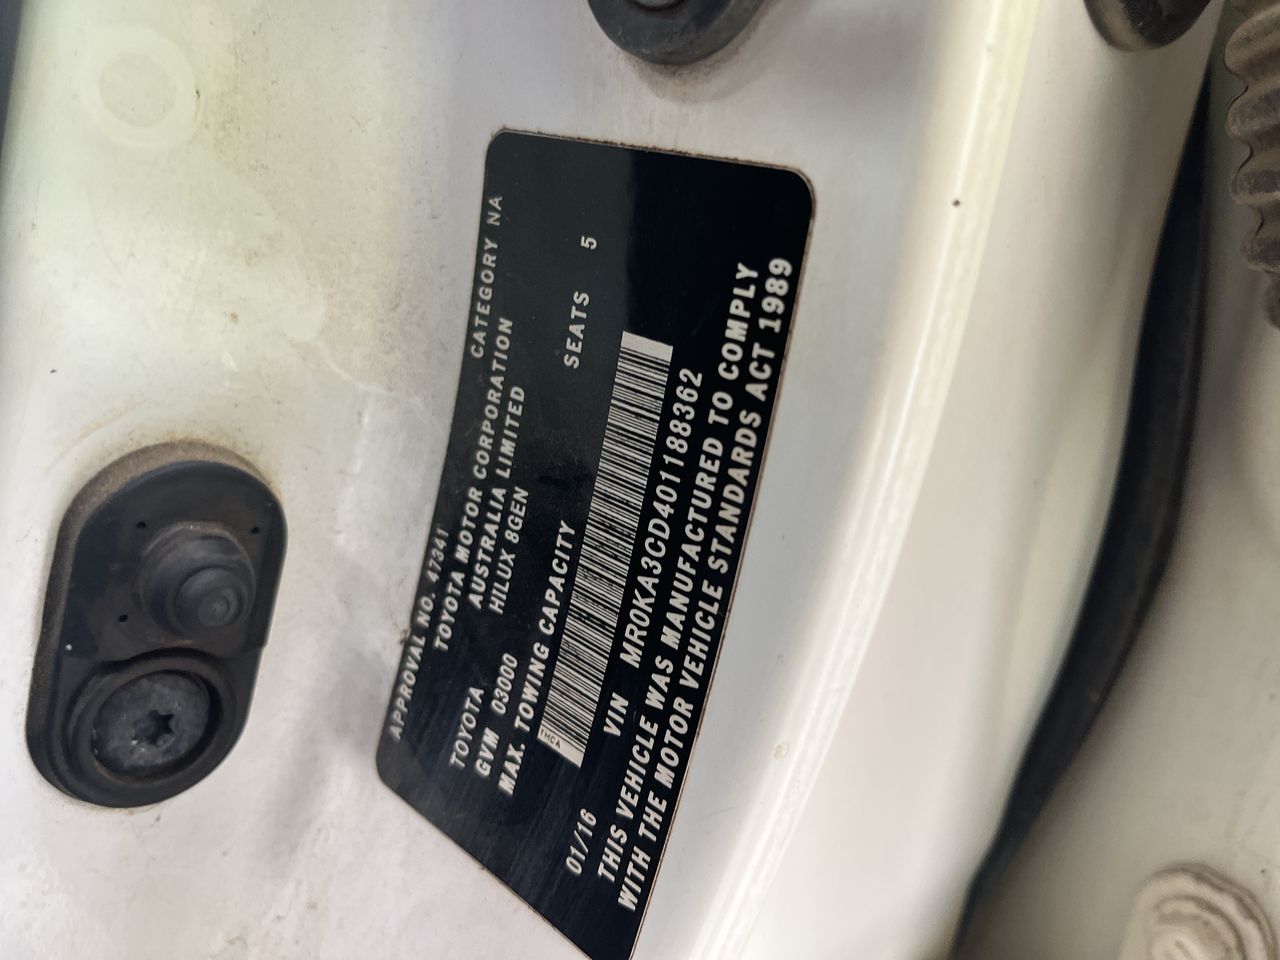 APPROVAL NO. 47341 CATEGORY NA
TOYOTA MOTOR CORPORATION
TOYOTA AUSTRALIA LIMITED
GVM 03000 HILUX 8GEN
MAX. TOWING CAPACITY SEATS 5
TMCA
01/16 VIN MR0KA3CD401188362
THIS VEHICLE WAS MANUFACTURED TO COMPLY
WITH THE MOTOR VEHICLE STANDARDS ACT 1989